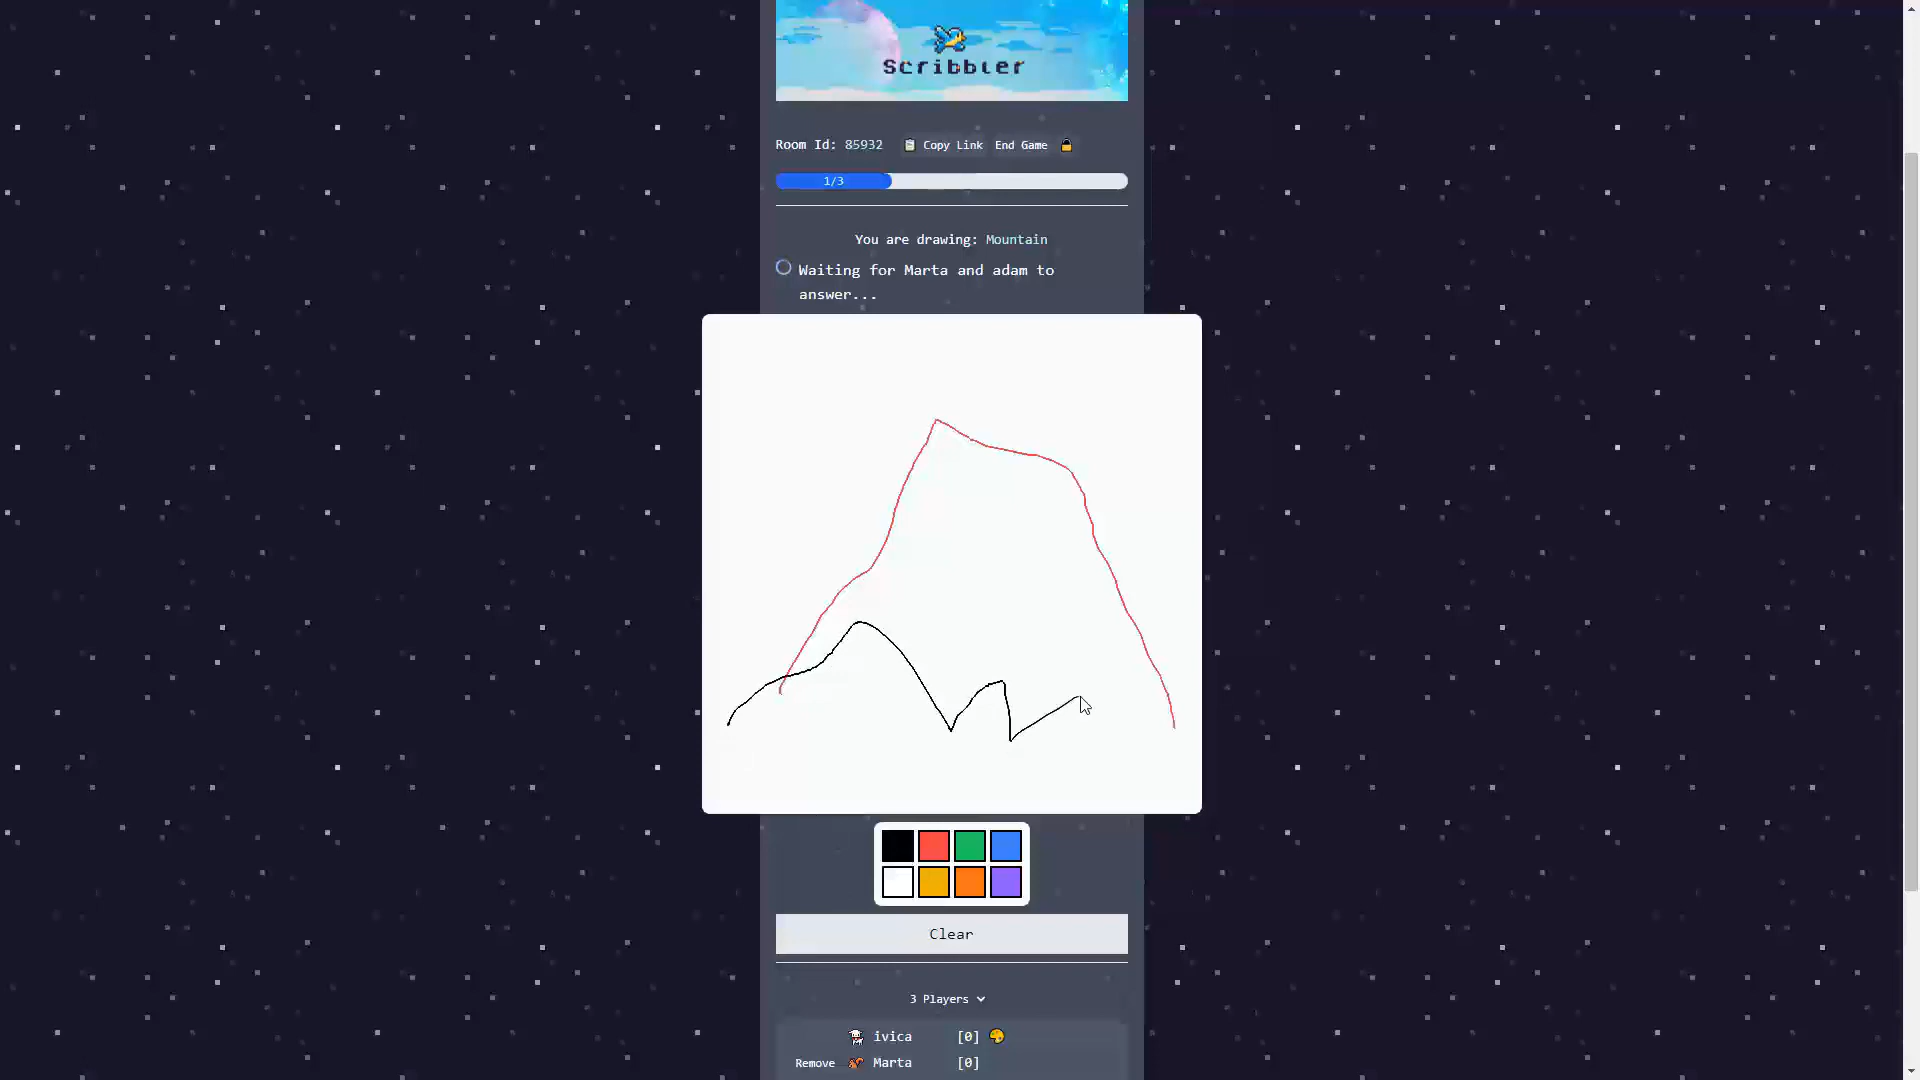 Scribbler
Room Id: 85932 Copy Link End Game
1/3
You are drawing: Mountain
Waiting for Marta and adam to
answer...
Clear
3 Players
ivica [0]
Remove Marta [0]